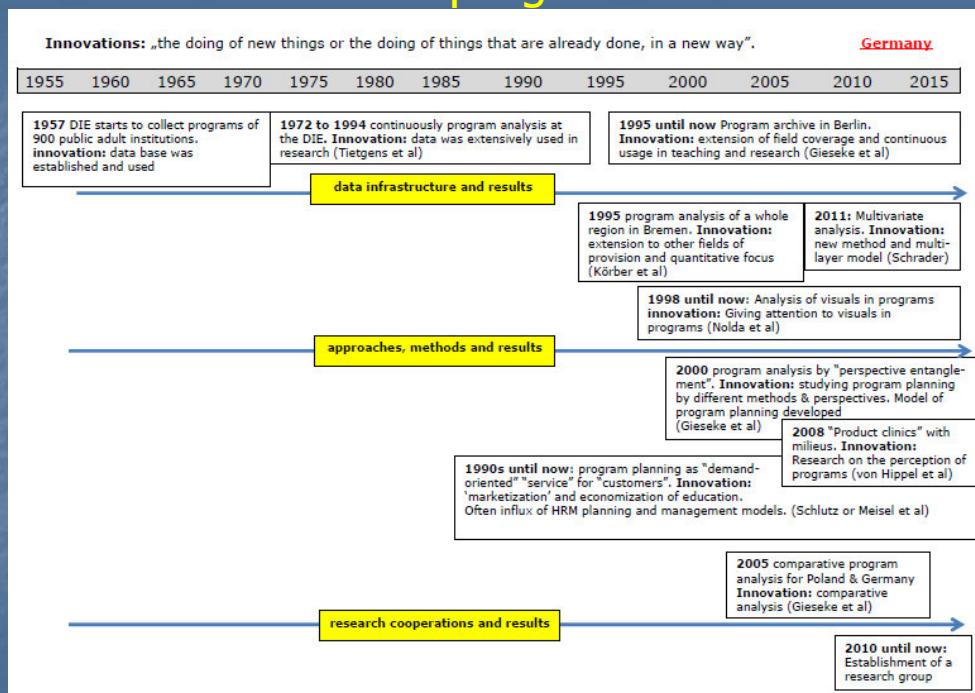 Innovations: „the doing of new things or the doing of things that are already done, in a new way”.
Germany
1955 1960 1965 1970 1975 1980 1985 1990 1995 2000 2005 2010 2015
1957 DIE starts to collect programs of
900 public adult institutions.
innovation: data base was
established and used
1972 to 1994 continuously program analysis at
the DIE. Innovation: data was extensively used in
research (Tietgens et al)
1995 until now Program archive in Berlin.
Innovation: extension of field coverage and continuous
usage in teaching and research (Gieseke et al)
data infrastructure and results
1995 program analysis of a whole
region in Bremen. Innovation:
extension to other fields of
provision and quantitative focus
(Körber et al)
2011: Multivariate
analysis. Innovation:
new method and multi-
layer model (Schrader)
1998 until now: Analysis of visuals in programs
innovation: Giving attention to visuals in
programs (Nolda et al)
approaches, methods and results
2000 program analysis by “perspective entangle-
ment”. Innovation: studying program planning
by different methods & perspectives. Model of
program planning developed
(Gieseke et al)
2008 “Product clinics” with
milieus. Innovation:
Research on the perception of
programs (von Hippel et al)
1990s until now: program planning as “demand-
oriented” “service” for “customers”. Innovation:
‘marketization’ and economization of education.
Often influx of HRM planning and management models. (Schlutz or Meisel et al)
2005 comparative program
analysis for Poland & Germany
Innovation: comparative
analysis (Gieseke et al)
research cooperations and results
2010 until now:
Establishment of a
research group